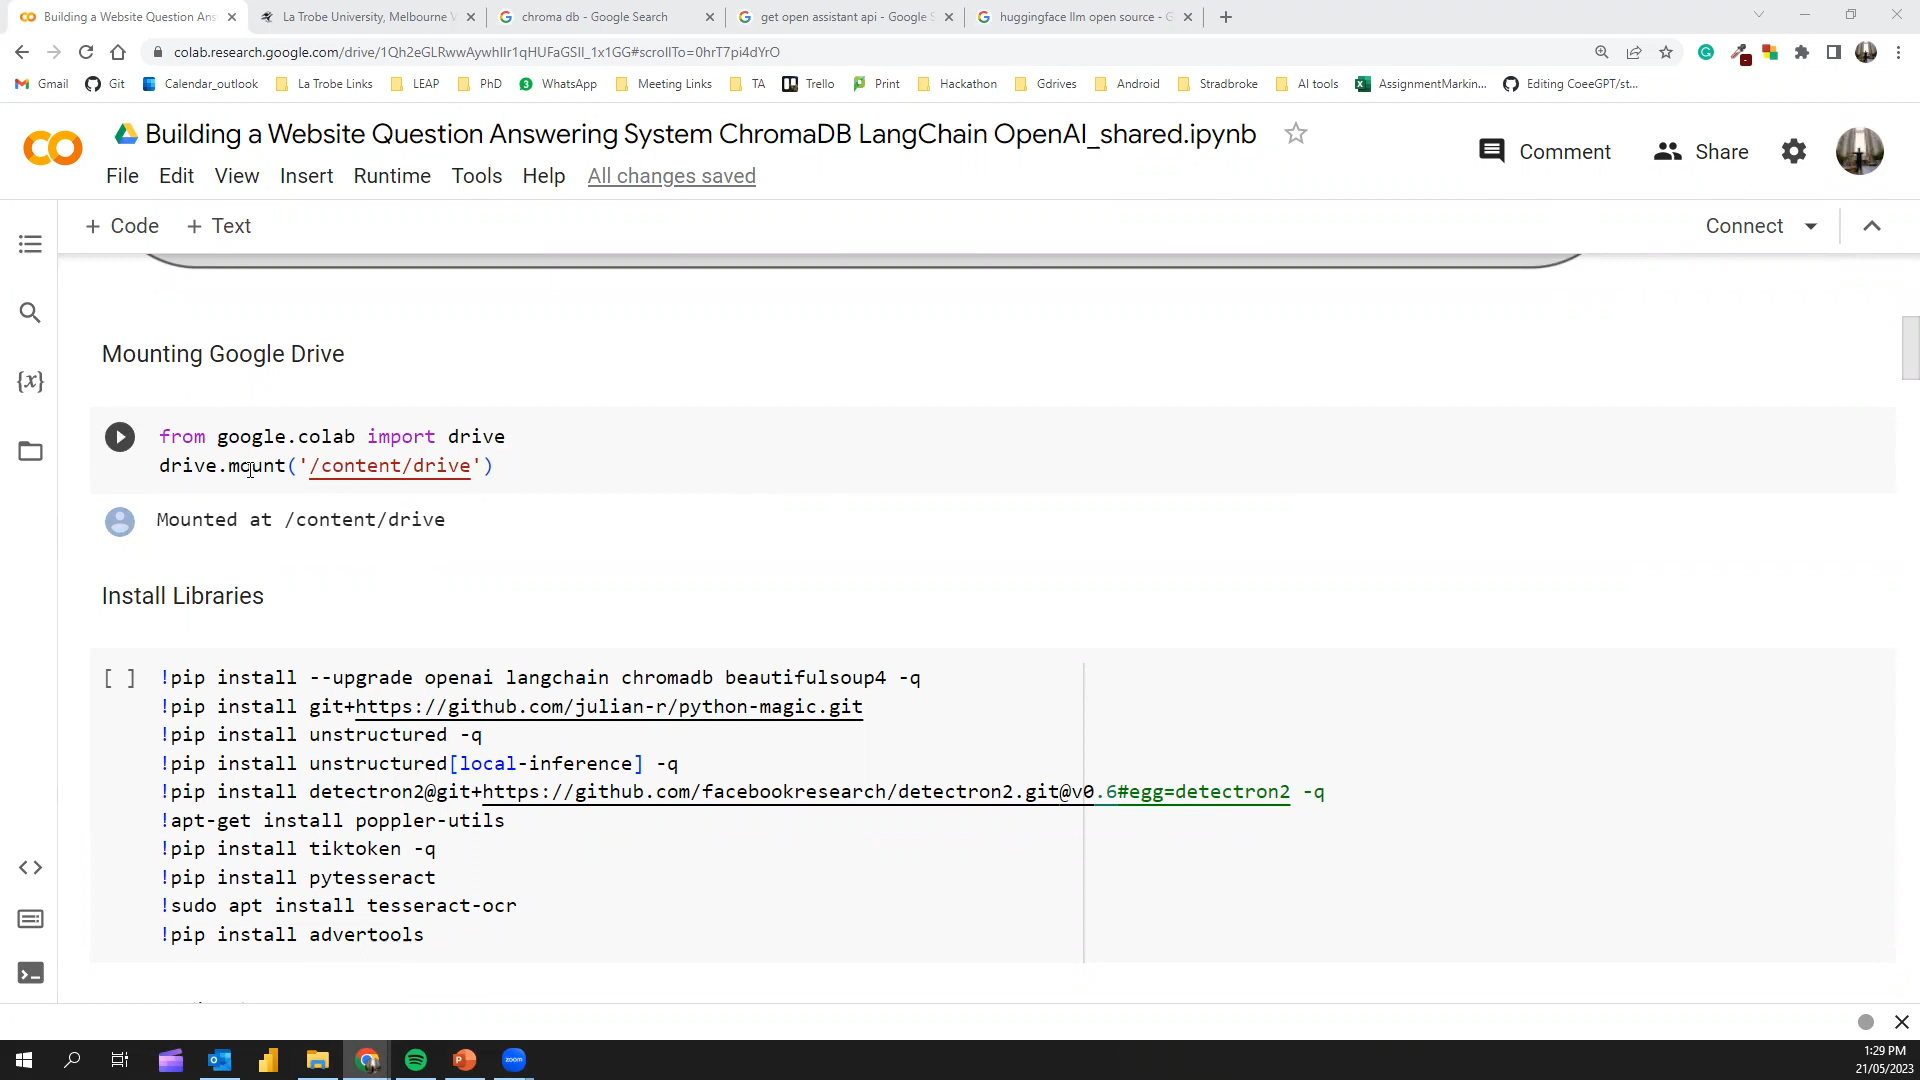 Building a Website Question Ans
La Trobe University, Melbourne V
chroma db - Google Search
get open assistant api - Google S
huggingface llm open source - G
colab.research.google.com/drive/1Qh2eGLRwwAywhlIr1qHUFaGSlI_1x1GG#scrollTo=0hrT7pi4dYrO
Gmail Git Calendar_outlook La Trobe Links LEAP PhD WhatsApp Meeting Links TA Trello Print Hackathon Gdrives Android Stradbroke AI tools AssignmentMarkin... Editing CoeeGPT/st...
Building a Website Question Answering System ChromaDB LangChain OpenAI_shared.ipynb
Comment Share
File Edit View Insert Runtime Tools Help All changes saved
+ Code + Text Connect
{x}
Mounting Google Drive
from google.colab import drive
drive.mount('/content/drive')
Mounted at /content/drive
Install Libraries
[ ] !pip install --upgrade openai langchain chromadb beautifulsoup4 -q
!pip install git+https://github.com/julian-r/python-magic.git
!pip install unstructured -q
!pip install unstructured[local-inference] -q
!pip install detectron2@git+https://github.com/facebookresearch/detectron2.git@v0.6#egg=detectron2 -q
!apt-get install poppler-utils
!pip install tiktoken -q
!pip install pytesseract
!sudo apt install tesseract-ocr
!pip install advertools
zoom
1:29 PM
21/05/2023